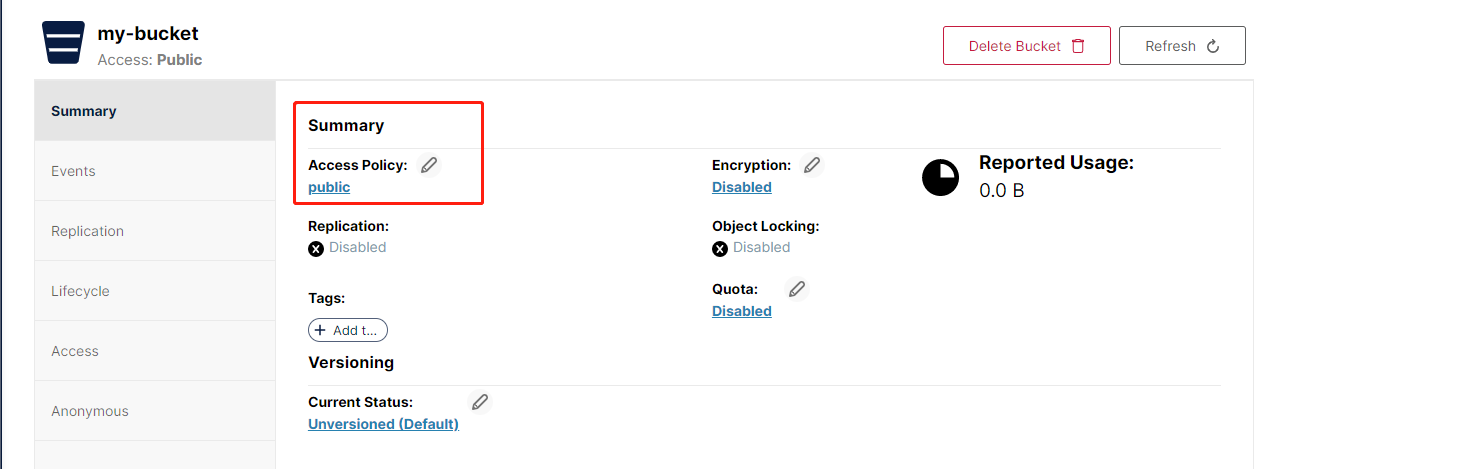 my-bucket
Access: Public
Delete Bucket
Refresh
Summary
Events
Replication
Lifecycle
Access
Anonymous
Summary
Access Policy:
public
Encryption:
Disabled
Reported Usage:
0.0 B
Replication:
Disabled
Object Locking:
Disabled
Tags:
Add t...
Quota:
Disabled
Versioning
Current Status:
Unversioned (Default)